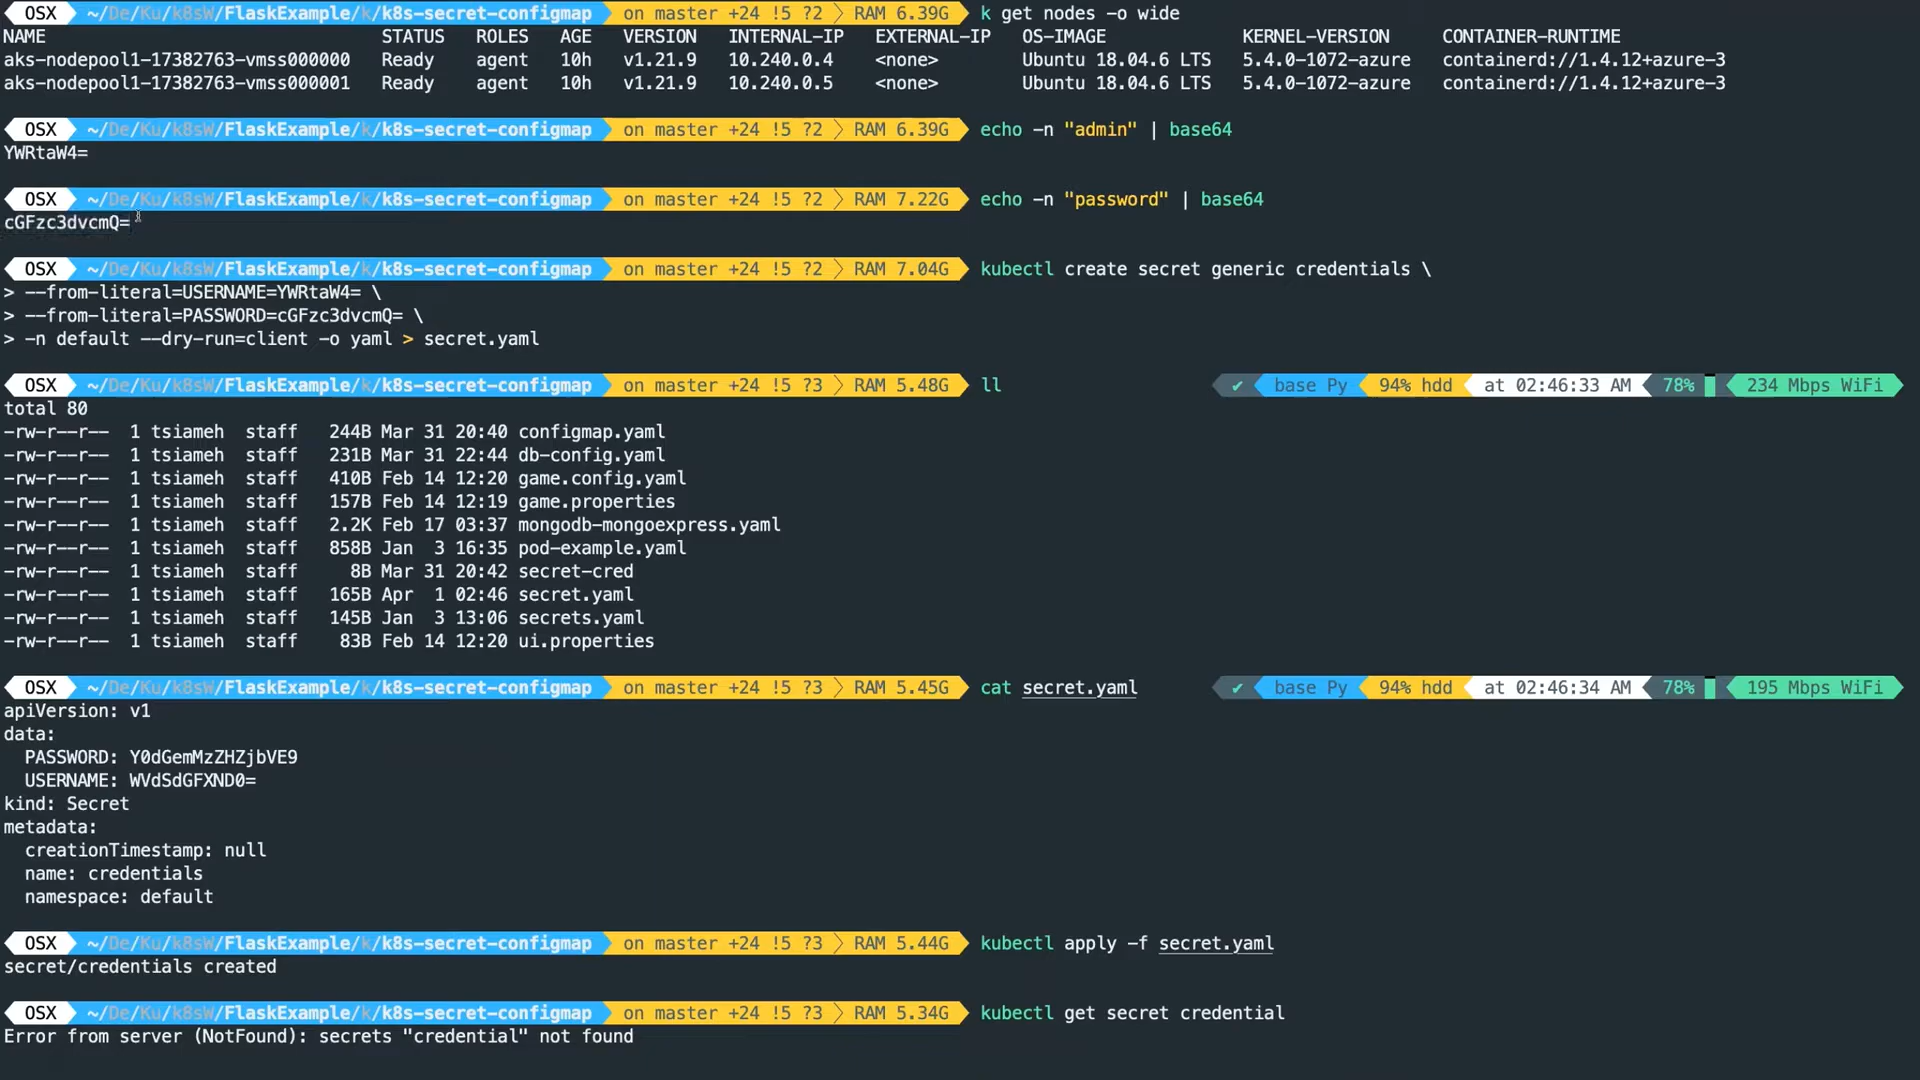 OSX ~/De/Ku/k8sW/FlaskExample/k/k8s-secret-configmap on master +24 !5 ?2 RAM 6.39G k get nodes -o wide
NAME STATUS ROLES AGE VERSION INTERNAL-IP EXTERNAL-IP OS-IMAGE KERNEL-VERSION CONTAINER-RUNTIME
aks-nodepool1-17382763-vmss000000 Ready agent 10h v1.21.9 10.240.0.4 <none> Ubuntu 18.04.6 LTS 5.4.0-1072-azure containerd://1.4.12+azure-3
aks-nodepool1-17382763-vmss000001 Ready agent 10h v1.21.9 10.240.0.5 <none> Ubuntu 18.04.6 LTS 5.4.0-1072-azure containerd://1.4.12+azure-3
OSX ~/De/Ku/k8sW/FlaskExample/k/k8s-secret-configmap on master +24 !5 ?2 RAM 6.39G echo -n "admin" | base64
YWRtaW4=
OSX ~/De/Ku/k8sW/FlaskExample/k/k8s-secret-configmap on master +24 !5 ?2 RAM 7.22G echo -n "password" | base64
cGFzc3dvcmQ=
OSX ~/De/Ku/k8sW/FlaskExample/k/k8s-secret-configmap on master +24 !5 ?2 RAM 7.04G kubectl create secret generic credentials \
> --from-literal=USERNAME=YWRtaW4= \
> --from-literal=PASSWORD=cGFzc3dvcmQ= \
> -n default --dry-run=client -o yaml > secret.yaml
OSX ~/De/Ku/k8sW/FlaskExample/k/k8s-secret-configmap on master +24 !5 ?3 RAM 5.48G ll ✔ base Py 94% hdd at 02:46:33 AM 78% 234 Mbps WiFi
total 80
-rw-r--r-- 1 tsiameh staff 244B Mar 31 20:40 configmap.yaml
-rw-r--r-- 1 tsiameh staff 231B Mar 31 22:44 db-config.yaml
-rw-r--r-- 1 tsiameh staff 410B Feb 14 12:20 game.config.yaml
-rw-r--r-- 1 tsiameh staff 157B Feb 14 12:19 game.properties
-rw-r--r-- 1 tsiameh staff 2.2K Feb 17 03:37 mongodb-mongoexpress.yaml
-rw-r--r-- 1 tsiameh staff 858B Jan 3 16:35 pod-example.yaml
-rw-r--r-- 1 tsiameh staff 8B Mar 31 20:42 secret-cred
-rw-r--r-- 1 tsiameh staff 165B Apr 1 02:46 secret.yaml
-rw-r--r-- 1 tsiameh staff 145B Jan 3 13:06 secrets.yaml
-rw-r--r-- 1 tsiameh staff 83B Feb 14 12:20 ui.properties
OSX ~/De/Ku/k8sW/FlaskExample/k/k8s-secret-configmap on master +24 !5 ?3 RAM 5.45G cat secret.yaml ✔ base Py 94% hdd at 02:46:34 AM 78% 195 Mbps WiFi
apiVersion: v1
data:
  PASSWORD: Y0dGemMzZHZjbVE9
  USERNAME: WVdSdGFXND0=
kind: Secret
metadata:
  creationTimestamp: null
  name: credentials
  namespace: default
OSX ~/De/Ku/k8sW/FlaskExample/k/k8s-secret-configmap on master +24 !5 ?3 RAM 5.44G kubectl apply -f secret.yaml
secret/credentials created
OSX ~/De/Ku/k8sW/FlaskExample/k/k8s-secret-configmap on master +24 !5 ?3 RAM 5.34G kubectl get secret credential
Error from server (NotFound): secrets "credential" not found